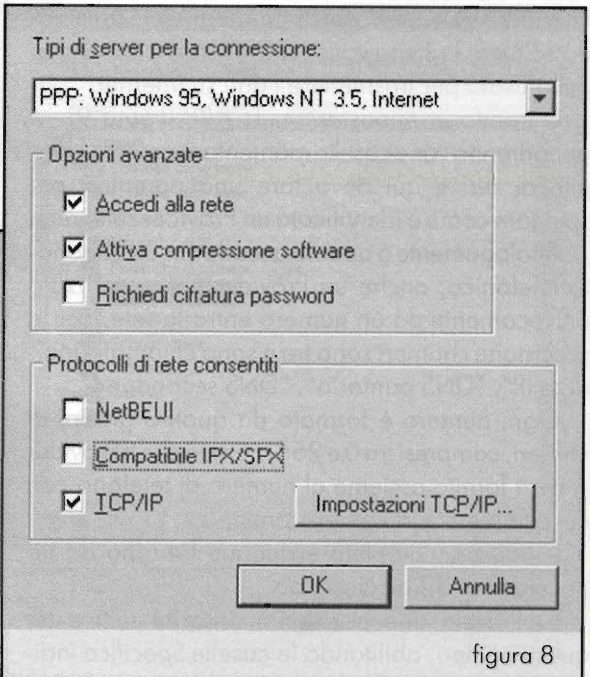 Tipi di server per la connessione:
PPP: Windows 95, Windows NT 3.5, Internet
Opzioni avanzate
Accedi alla rete
Attiva compressione software
Richiedi cifratura password
Protocolli di rete consentiti
NetBEUI
Compatibile IPX/SPX
TCP/IP
Impostazioni TCP/IP...
OK
Annulla
figura 8